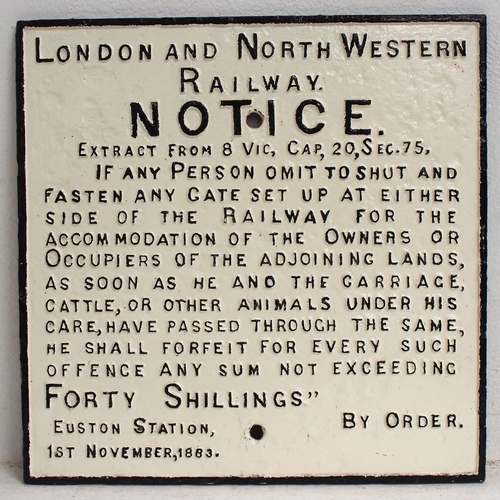 LONDON AND NORTH WESTERN
RAILWAY.
NOTICE.
EXTRACT FROM 8 VIC, CAP, 20, SEC. 75,
IF ANY PERSON OMIT TO SHUT AND
FASTEN ANY GATE SET UP AT EITHER
SIDE OF THE RAILWAY FOR THE
ACCOMMODATION OF THE OWNERS OR
OCCUPIERS OF THE ADJOINING LANDS,
AS SOON AS HE AND THE CARRIAGE,
CATTLE, OR OTHER ANIMALS UNDER HIS
CARE, HAVE PASSED THROUGH THE SAME,
HE SHALL FORFEIT FOR EVERY SUCH
OFFENCE ANY SUM NOT EXCEEDING
FORTY SHILLINGS"
EUSTON STATION, BY ORDER.
1ST NOVEMBER, 1883.